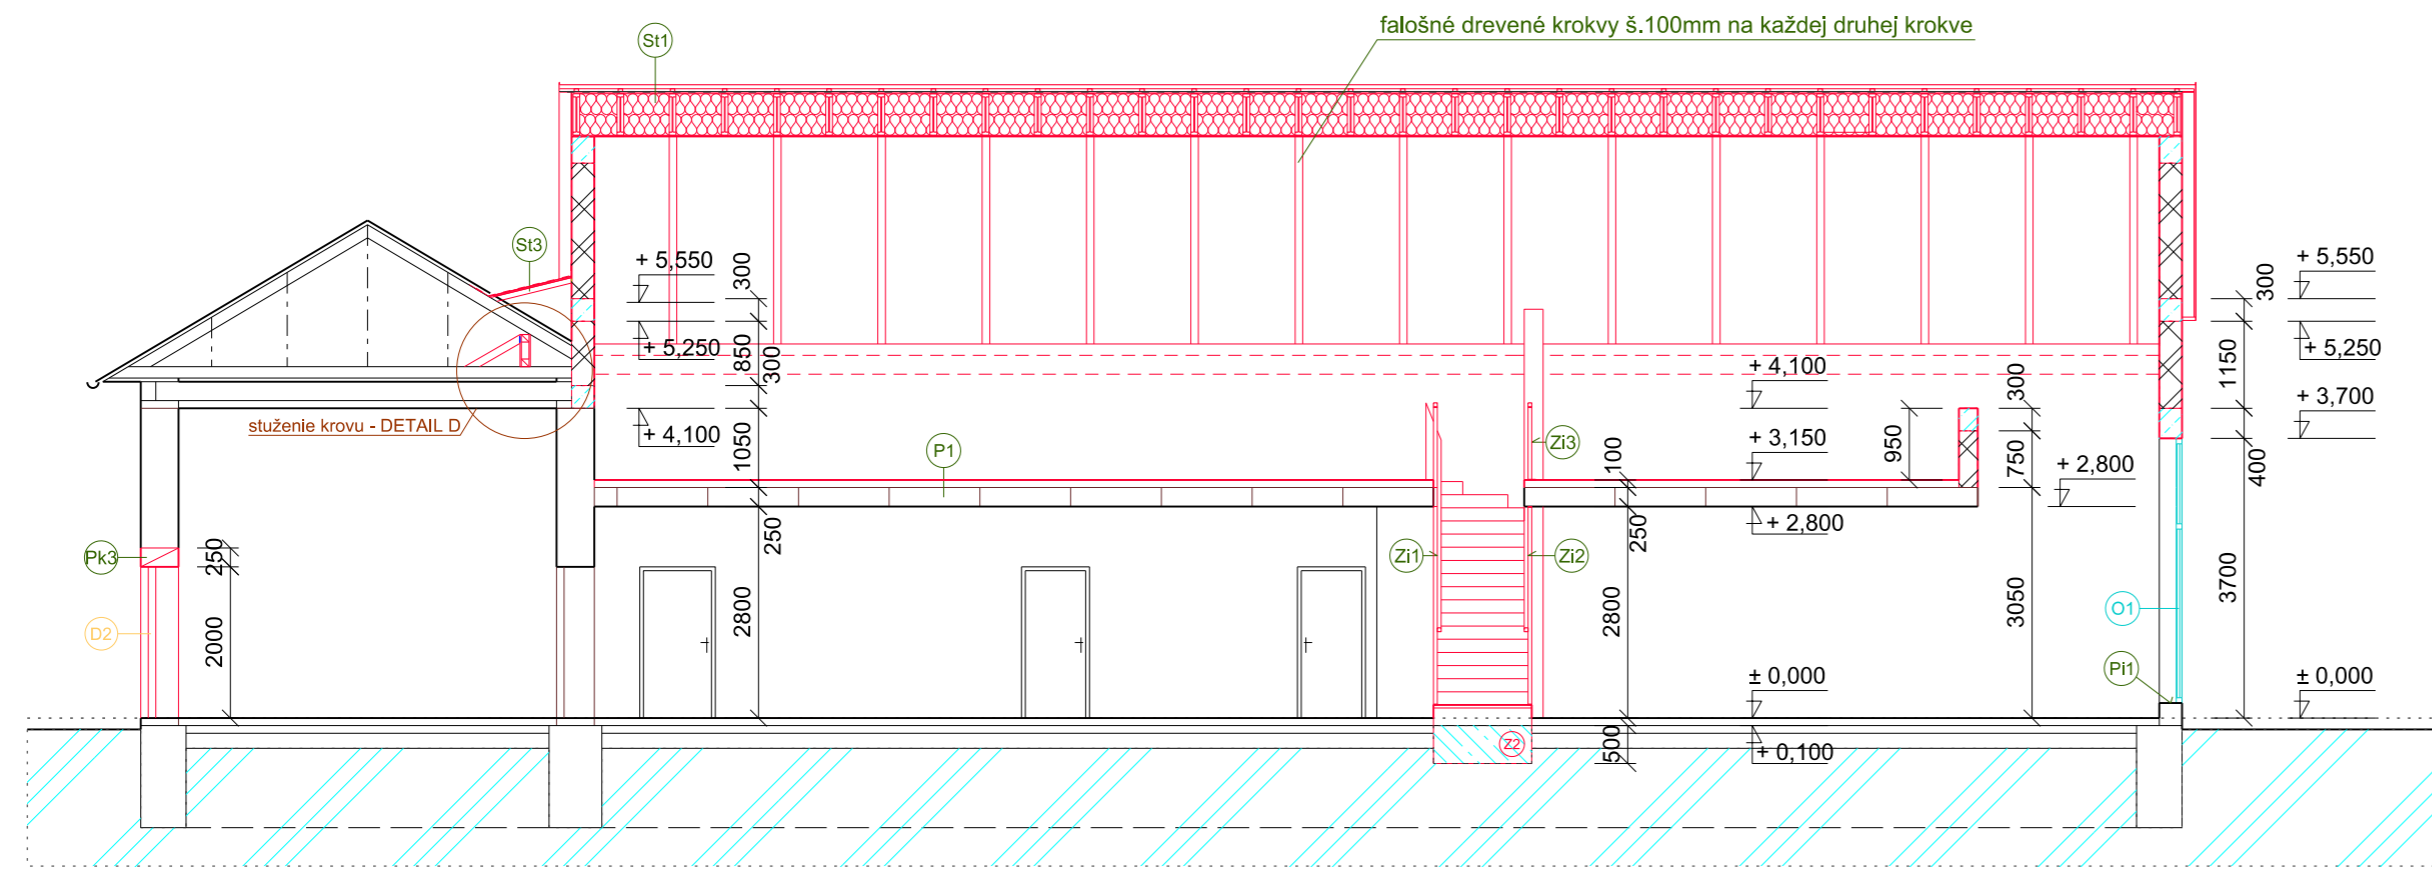 falošné drevené krokvy š.100mm na každej druhej krokve
St1
St3
+ 5,550
300
+ 5,250
850
300
+ 4,100
1050
250
2800
stuženie krovu - DETAIL D
P1
Pk3
250
D2
2000
Zi3
Zi1
Zi2
100
250
2800
500
Z2
+ 4,100
+ 3,150
+ 2,800
± 0,000
+ 0,100
950
300
750
3050
+ 2,800
O1
Pi1
300
1150
400
3700
+ 5,550
+ 5,250
+ 3,700
± 0,000